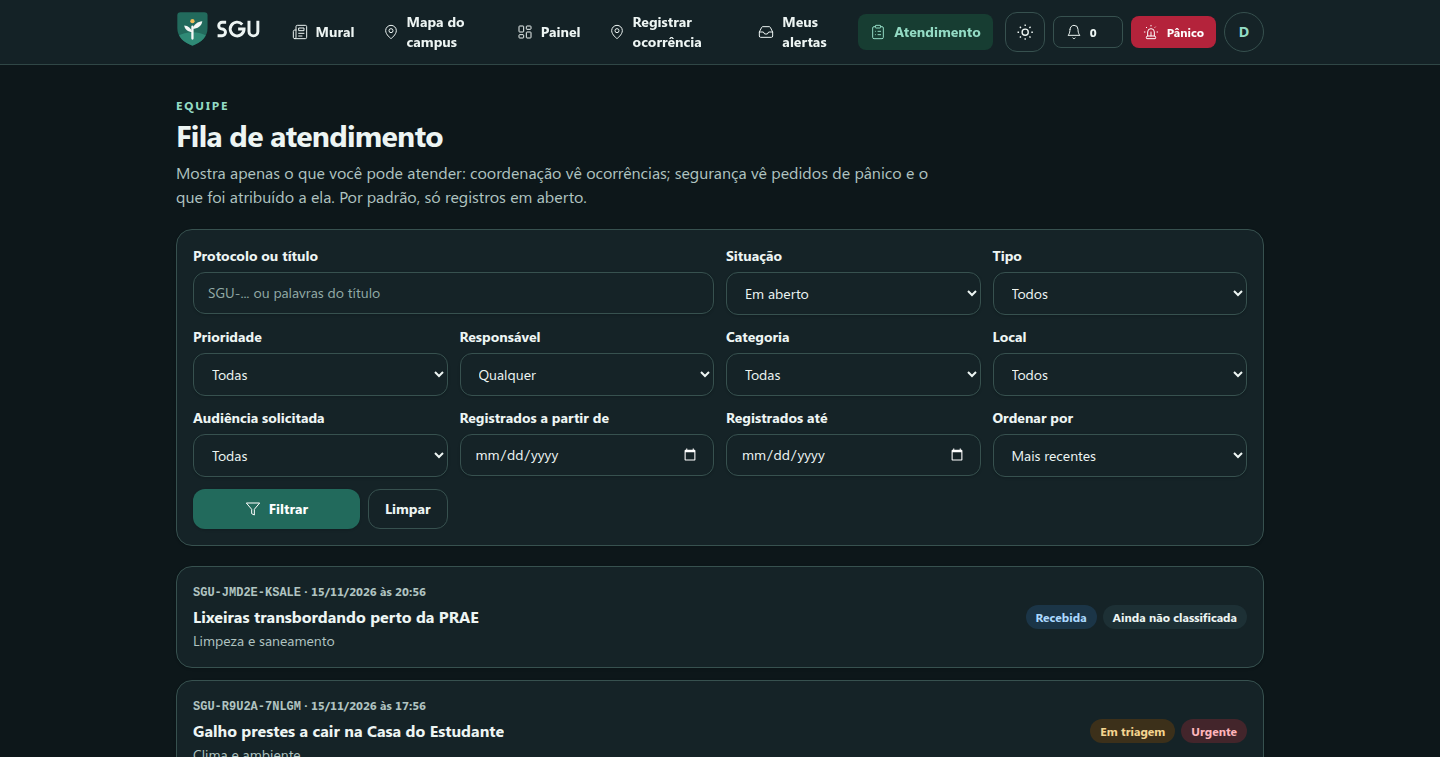 SGU
Mural
Mapa do
campus
Painel
Registrar
ocorrência
Meus
alertas
Atendimento
0
Pânico
D
EQUIPE
Fila de atendimento
Mostra apenas o que você pode atender: coordenação vê ocorrências; segurança vê pedidos de pânico e o
que foi atribuído a ela. Por padrão, só registros em aberto.
Protocolo ou título
Situação
Tipo
SGU-... ou palavras do título
Em aberto
Todos
Prioridade
Responsável
Categoria
Local
Todas
Qualquer
Todas
Todos
Audiência solicitada
Registrados a partir de
Registrados até
Ordenar por
Todas
mm/dd/yyyy
mm/dd/yyyy
Mais recentes
Filtrar
Limpar
SGU-JMD2E-KSALE · 15/11/2026 às 20:56
Lixeiras transbordando perto da PRAE
Recebida
Ainda não classificada
Limpeza e saneamento
SGU-R9U2A-7NLGM · 15/11/2026 às 17:56
Galho prestes a cair na Casa do Estudante
Em triagem
Urgente
Clima e ambiente